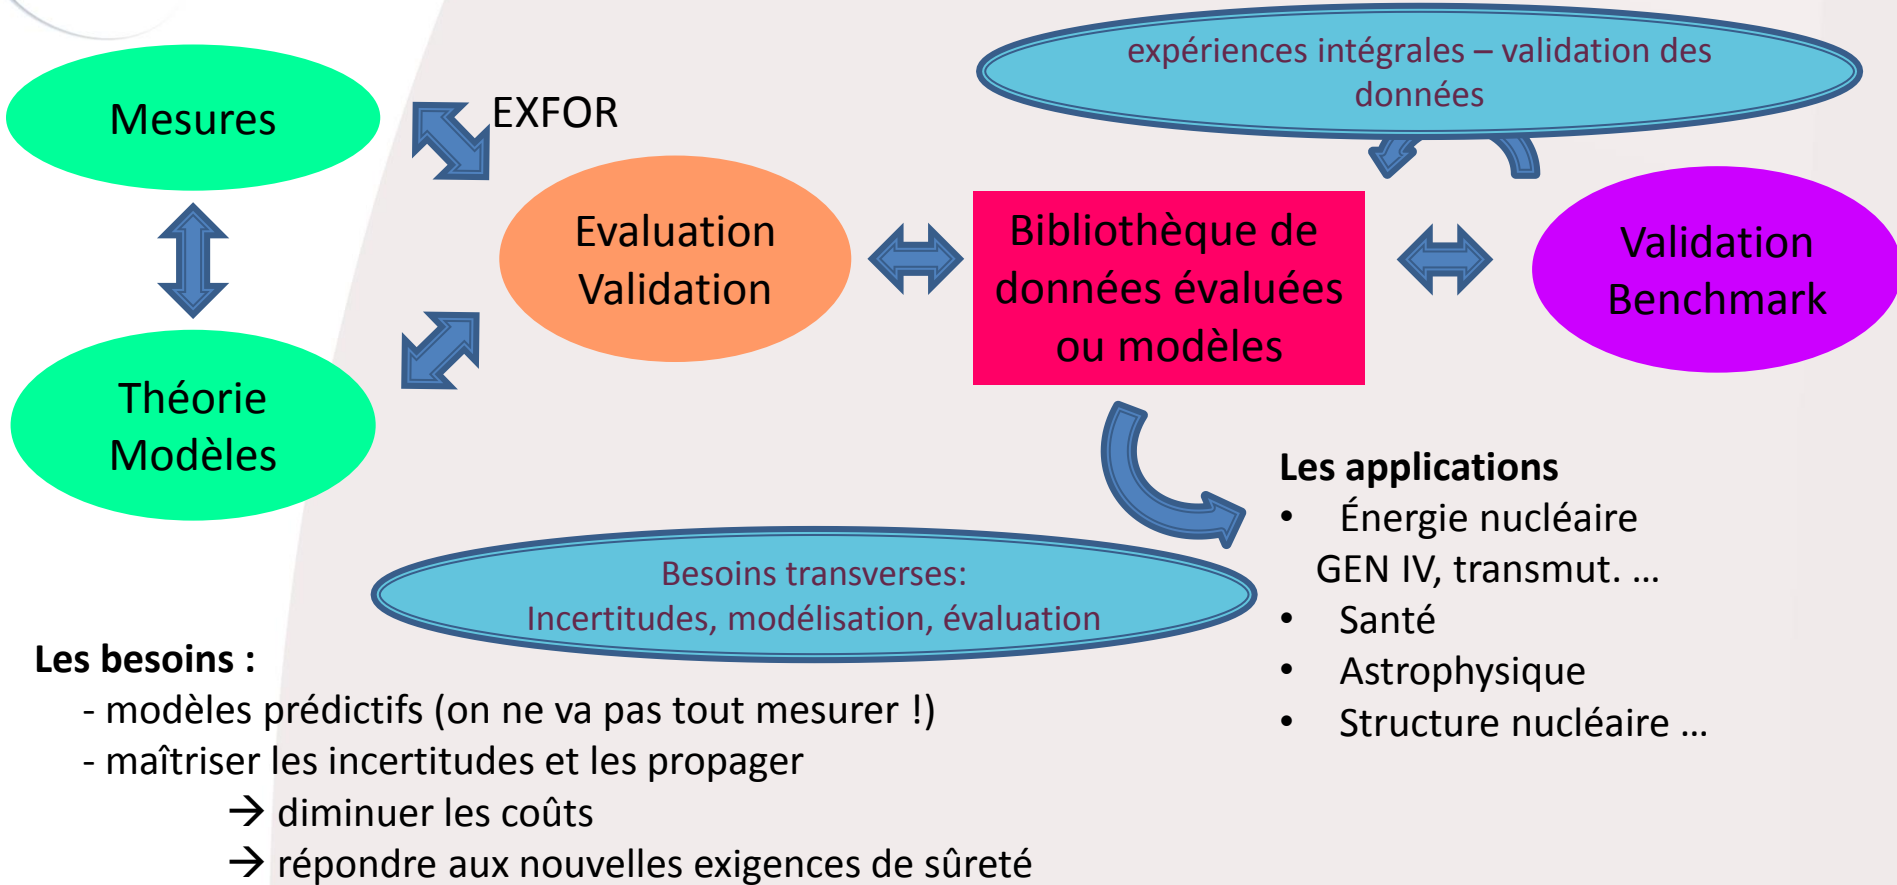 expériences intégrales – validation des
données
Mesures
EXFOR
Evaluation
Validation
Bibliothèque de
données évaluées
ou modèles
Validation
Benchmark
Théorie
Modèles
Les applications
• Énergie nucléaire
GEN IV, transmut. ...
• Santé
• Astrophysique
• Structure nucléaire ...
Besoins transverses:
Incertitudes, modélisation, évaluation
Les besoins :
- modèles prédictifs (on ne va pas tout mesurer !)
- maîtriser les incertitudes et les propager
→ diminuer les coûts
→ répondre aux nouvelles exigences de sûreté